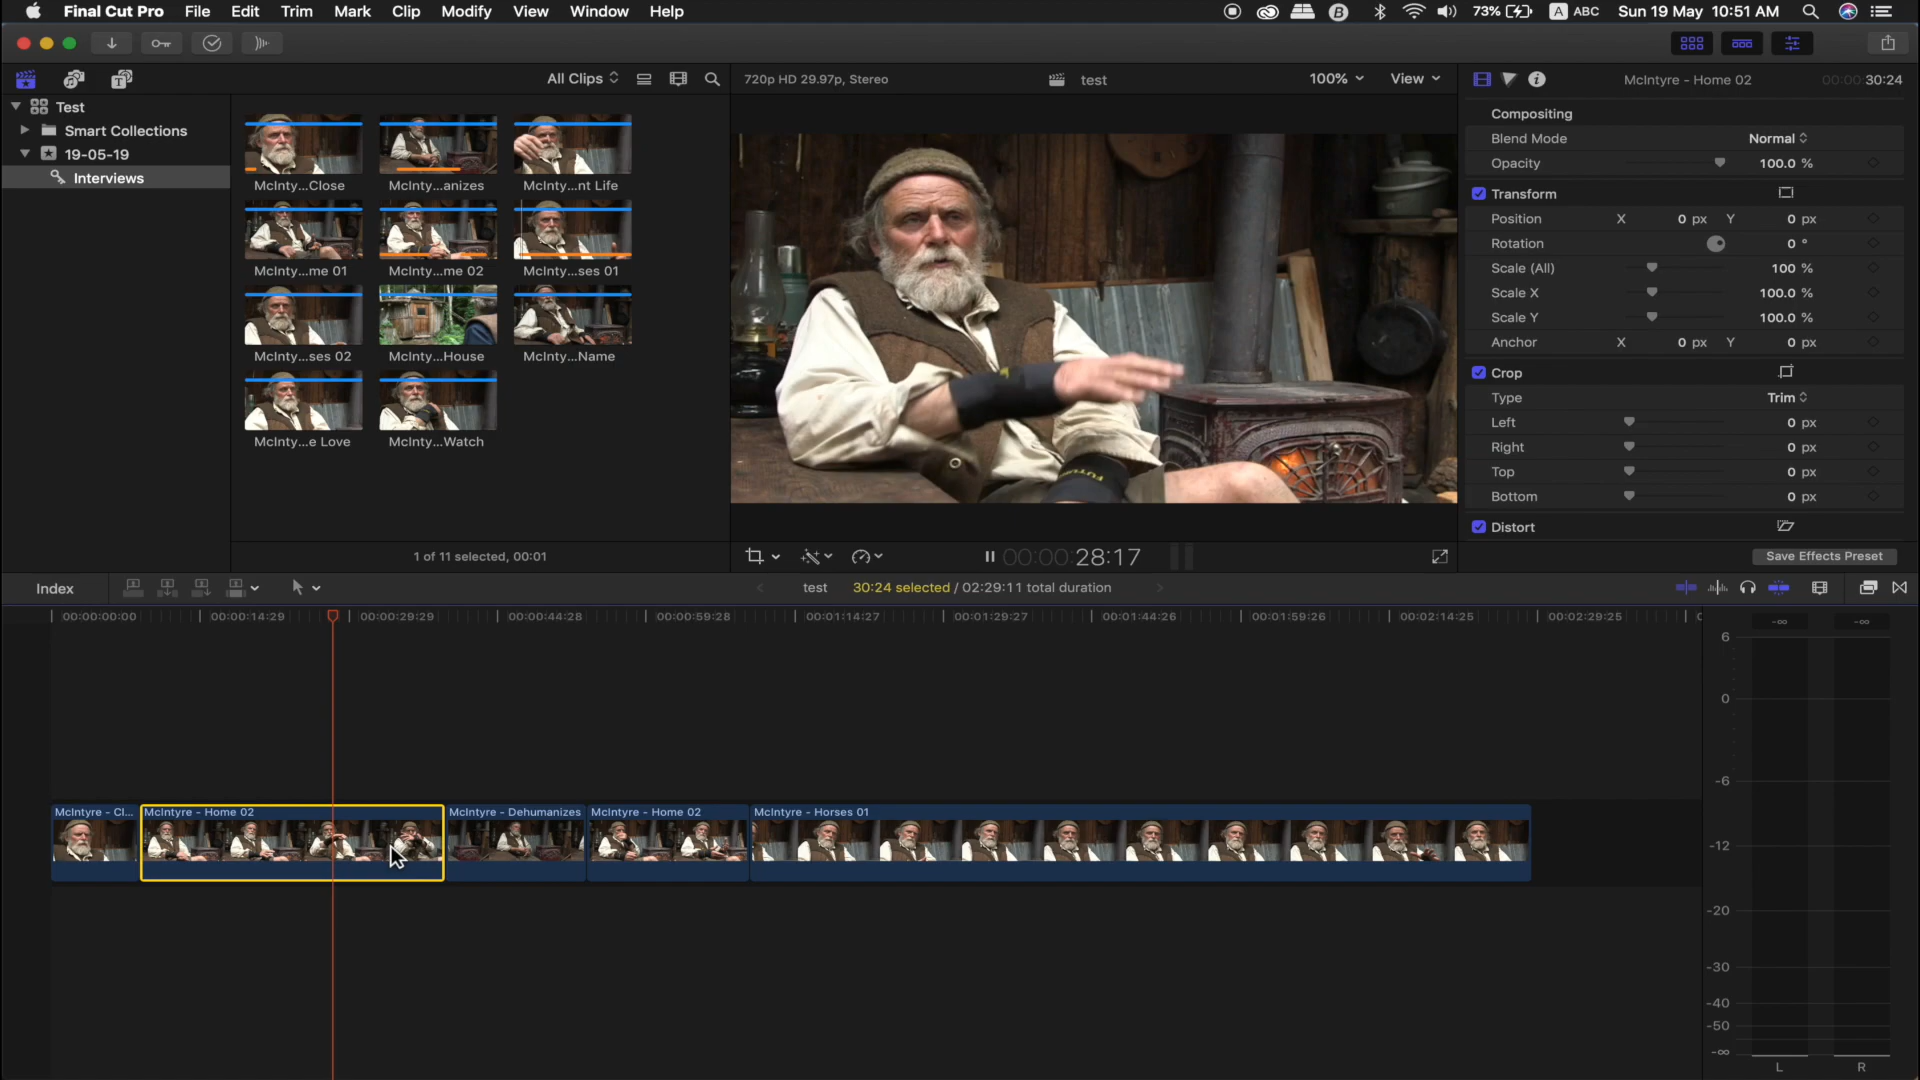 Final Cut Pro File Edit Trim Mark Clip Modify View Window Help 73% A ABC Sun 19 May 10:51 AM
All Clips 720p HD 29.97p, Stereo test 100% View McIntyre - Home 02 00:00:30:24
Test
Smart Collections
19-05-19
Interviews
McInty...Close McInty...anizes McInty...nt Life
McInty...me 01 McInty...me 02 McInty...ses 01
McInty...ses 02 McInty...House McInty...Name
McInty...e Love McInty...Watch
1 of 11 selected, 00:01
00:00:28:17
Compositing
Blend Mode Normal
Opacity 100.0 %
Transform
Position X 0 px Y 0 px
Rotation 0 °
Scale (All) 100 %
Scale X 100.0 %
Scale Y 100.0 %
Anchor X 0 px Y 0 px
Crop
Type Trim
Left 0 px
Right 0 px
Top 0 px
Bottom 0 px
Distort
Save Effects Preset
Index test 30:24 selected / 02:29:11 total duration
00:00:00:00 00:00:14:29 00:00:29:29 00:00:44:28 00:00:59:28 00:01:14:27 00:01:29:27 00:01:44:26 00:01:59:26 00:02:14:25 00:02:29:25
McIntyre - Cl... McIntyre - Home 02 McIntyre - Dehumanizes McIntyre - Home 02 McIntyre - Horses 01
-∞ -∞
6
0
-6
-12
-20
-30
-40
-50
-∞
L R